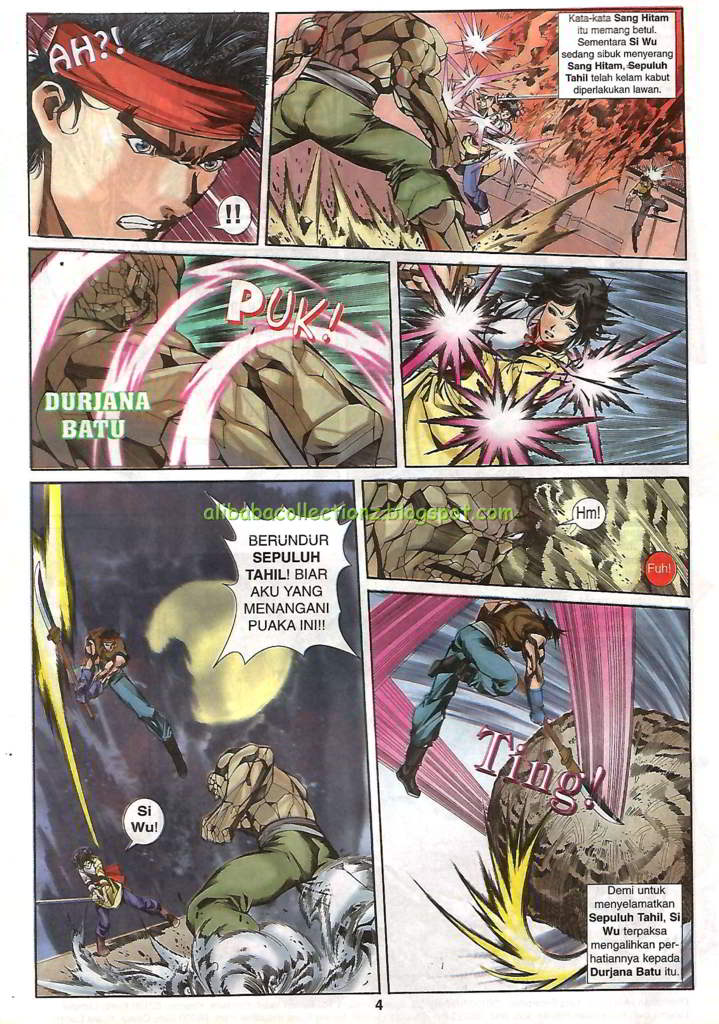 AH?!
!!
Kata-kata Sang Hitam
itu memang betul.
Sementara Si Wu
sedang sibuk menyerang
Sang Hitam, Sepuluh
Tahil telah kelam kabut
diperlakukan lawan.
PUK!
DURJANA
BATU
alibabacollectionz.blogspot.com
BERUNDUR
SEPULUH
TAHIL! BIAR
AKU YANG
MENANGANI
PUAKA INI!!
Si
Wu!
Hm!
Fuh!
Ting!
Demi untuk
menyelamatkan
Sepuluh Tahil, Si
Wu terpaksa
mengalihkan per-
hatiannya kepada
Durjana Batu itu.
4